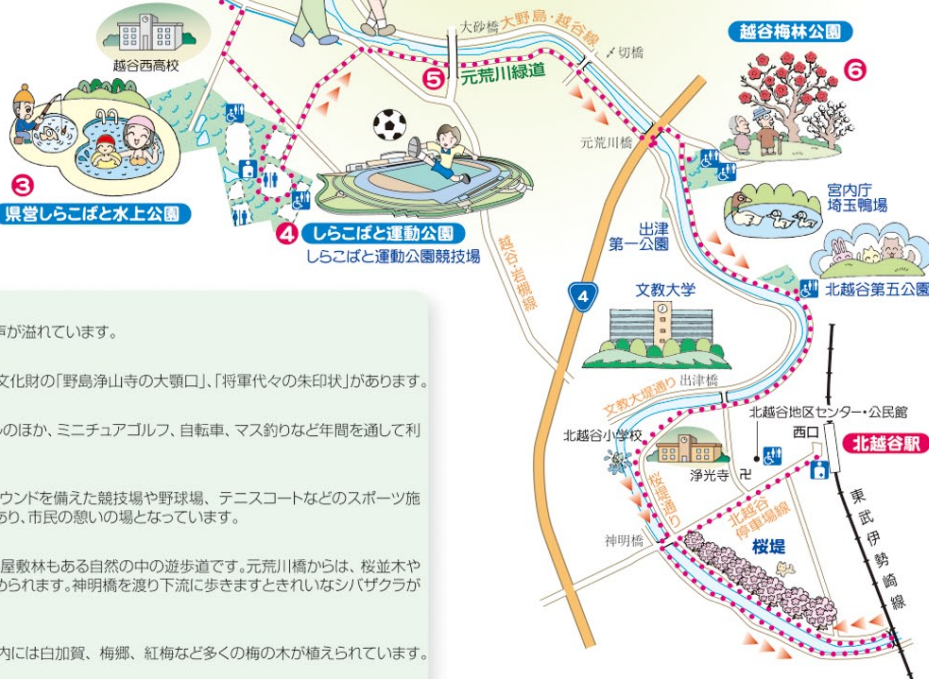 大砂橋
大野島・越谷線
〆切橋
越谷梅林公園
越谷西高校
⑤
元荒川緑道
⑥
元荒川橋
③
県営しらこばと水上公園
宮内庁
埼玉鴨場
④
しらこばと運動公園
しらこばと運動公園競技場
出津
第一公園
越谷・岩槻線
4
文教大学
北越谷第五公園
声が溢れています。
文化財の「野島浄山寺の大顎口」、「将軍代々の朱印状」があります。
文教大堤通り
出津橋
北越谷地区センター・公民館
ルのほか、ミニチュアゴルフ、自転車、マス釣りなど年間を通して利
北越谷小学校
西口
北越谷駅
浄光寺
卍
桜堤通り
ウンドを備えた競技場や野球場、テニスコートなどのスポーツ施
あり、市民の憩いの場となっています。
北越谷
停車場線
東武伊勢崎線
神明橋
桜堤
屋敷林もある自然の中の遊歩道です。元荒川橋からは、桜並木や
められます。神明橋を渡り下流に歩きますときれいなシバザクラが
内には白加賀、梅郷、紅梅など多くの梅の木が植えられています。